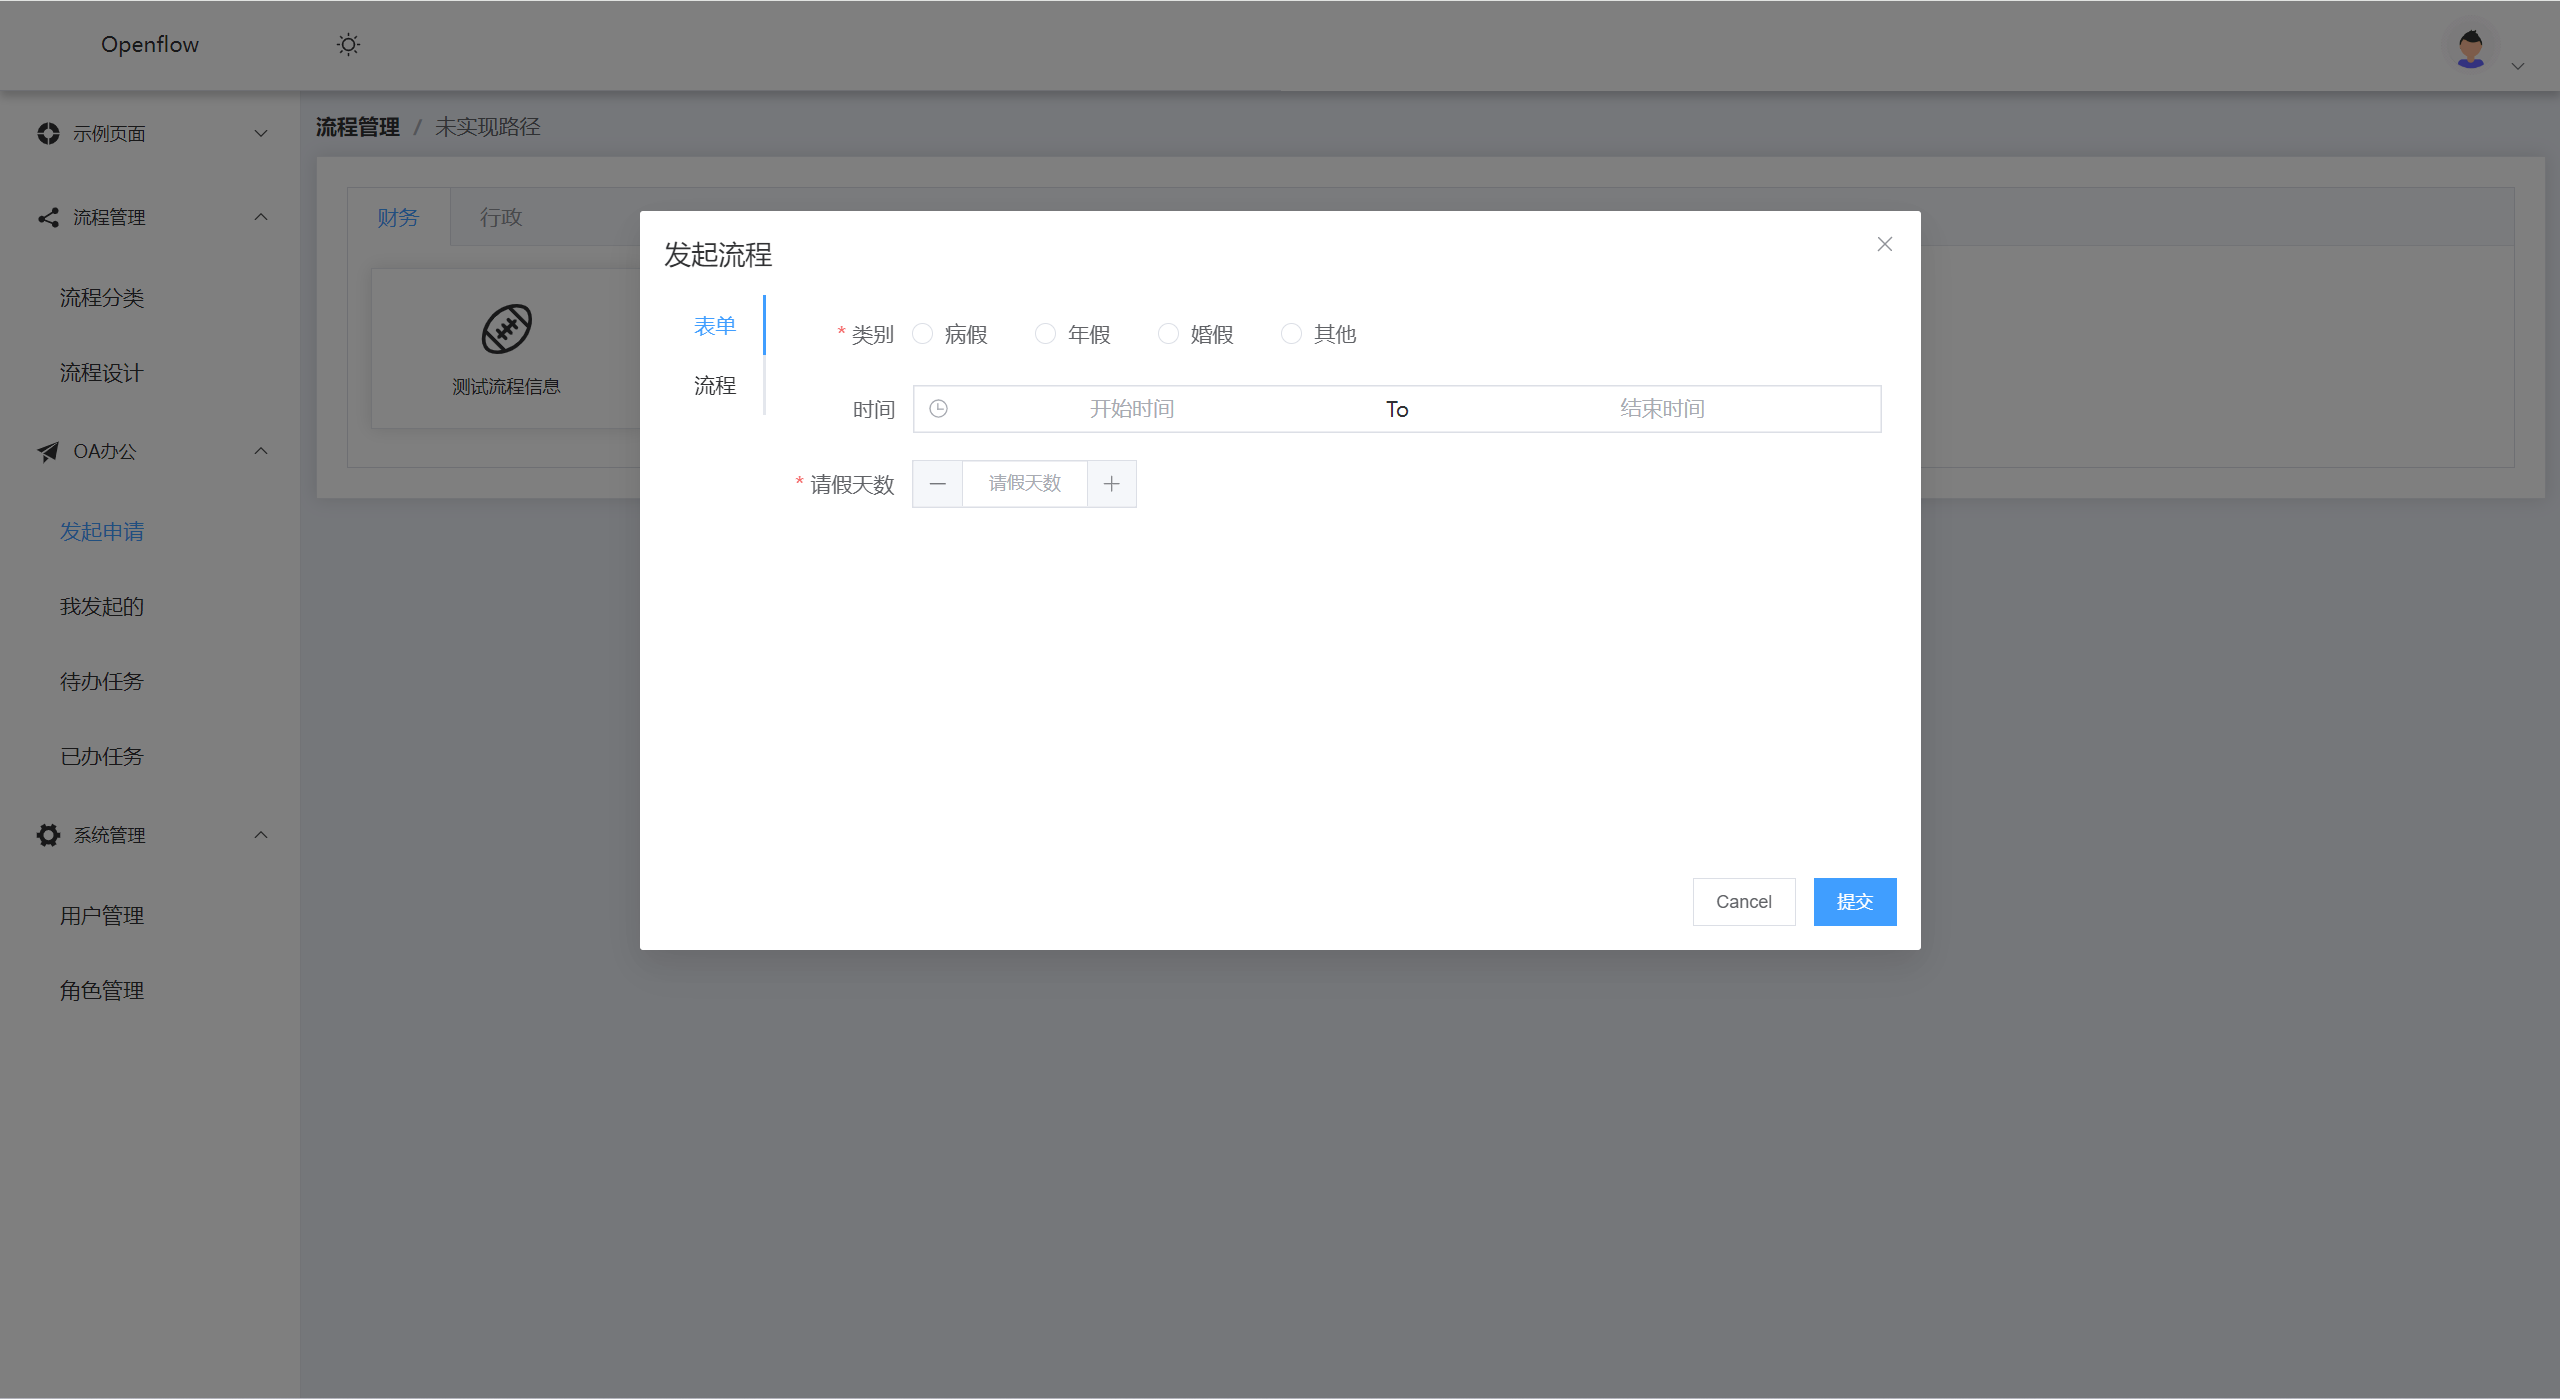 Openflow
示例页面
流程管理
流程分类
流程设计
OA办公
发起申请
我发起的
待办任务
已办任务
系统管理
用户管理
角色管理
流程管理 / 未实现路径
财务 行政
测试流程信息
发起流程
表单
流程
* 类别 病假 年假 婚假 其他
时间 开始时间 To 结束时间
* 请假天数 请假天数
Cancel 提交